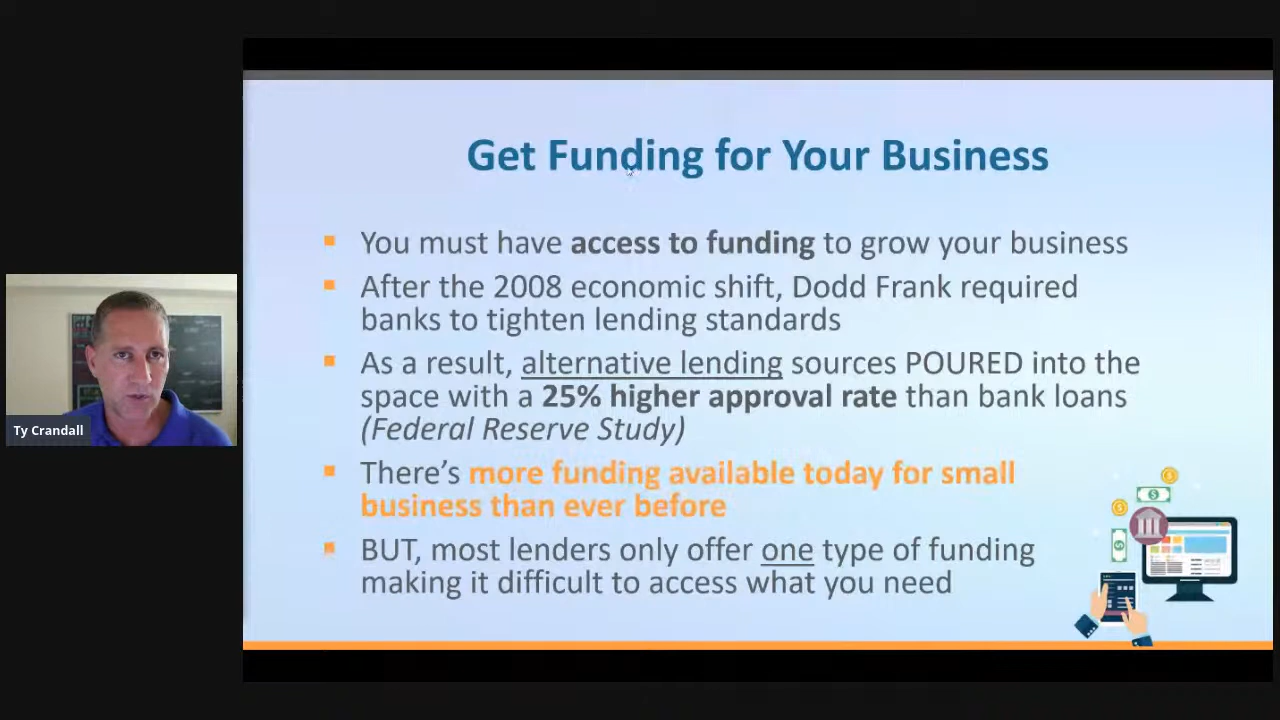 Get Funding for Your Business
You must have access to funding to grow your business
After the 2008 economic shift, Dodd Frank required
banks to tighten lending standards
As a result, alternative lending sources POURED into the
space with a 25% higher approval rate than bank loans
(Federal Reserve Study)
There’s more funding available today for small
business than ever before
BUT, most lenders only offer one type of funding
making it difficult to access what you need
Ty Crandall